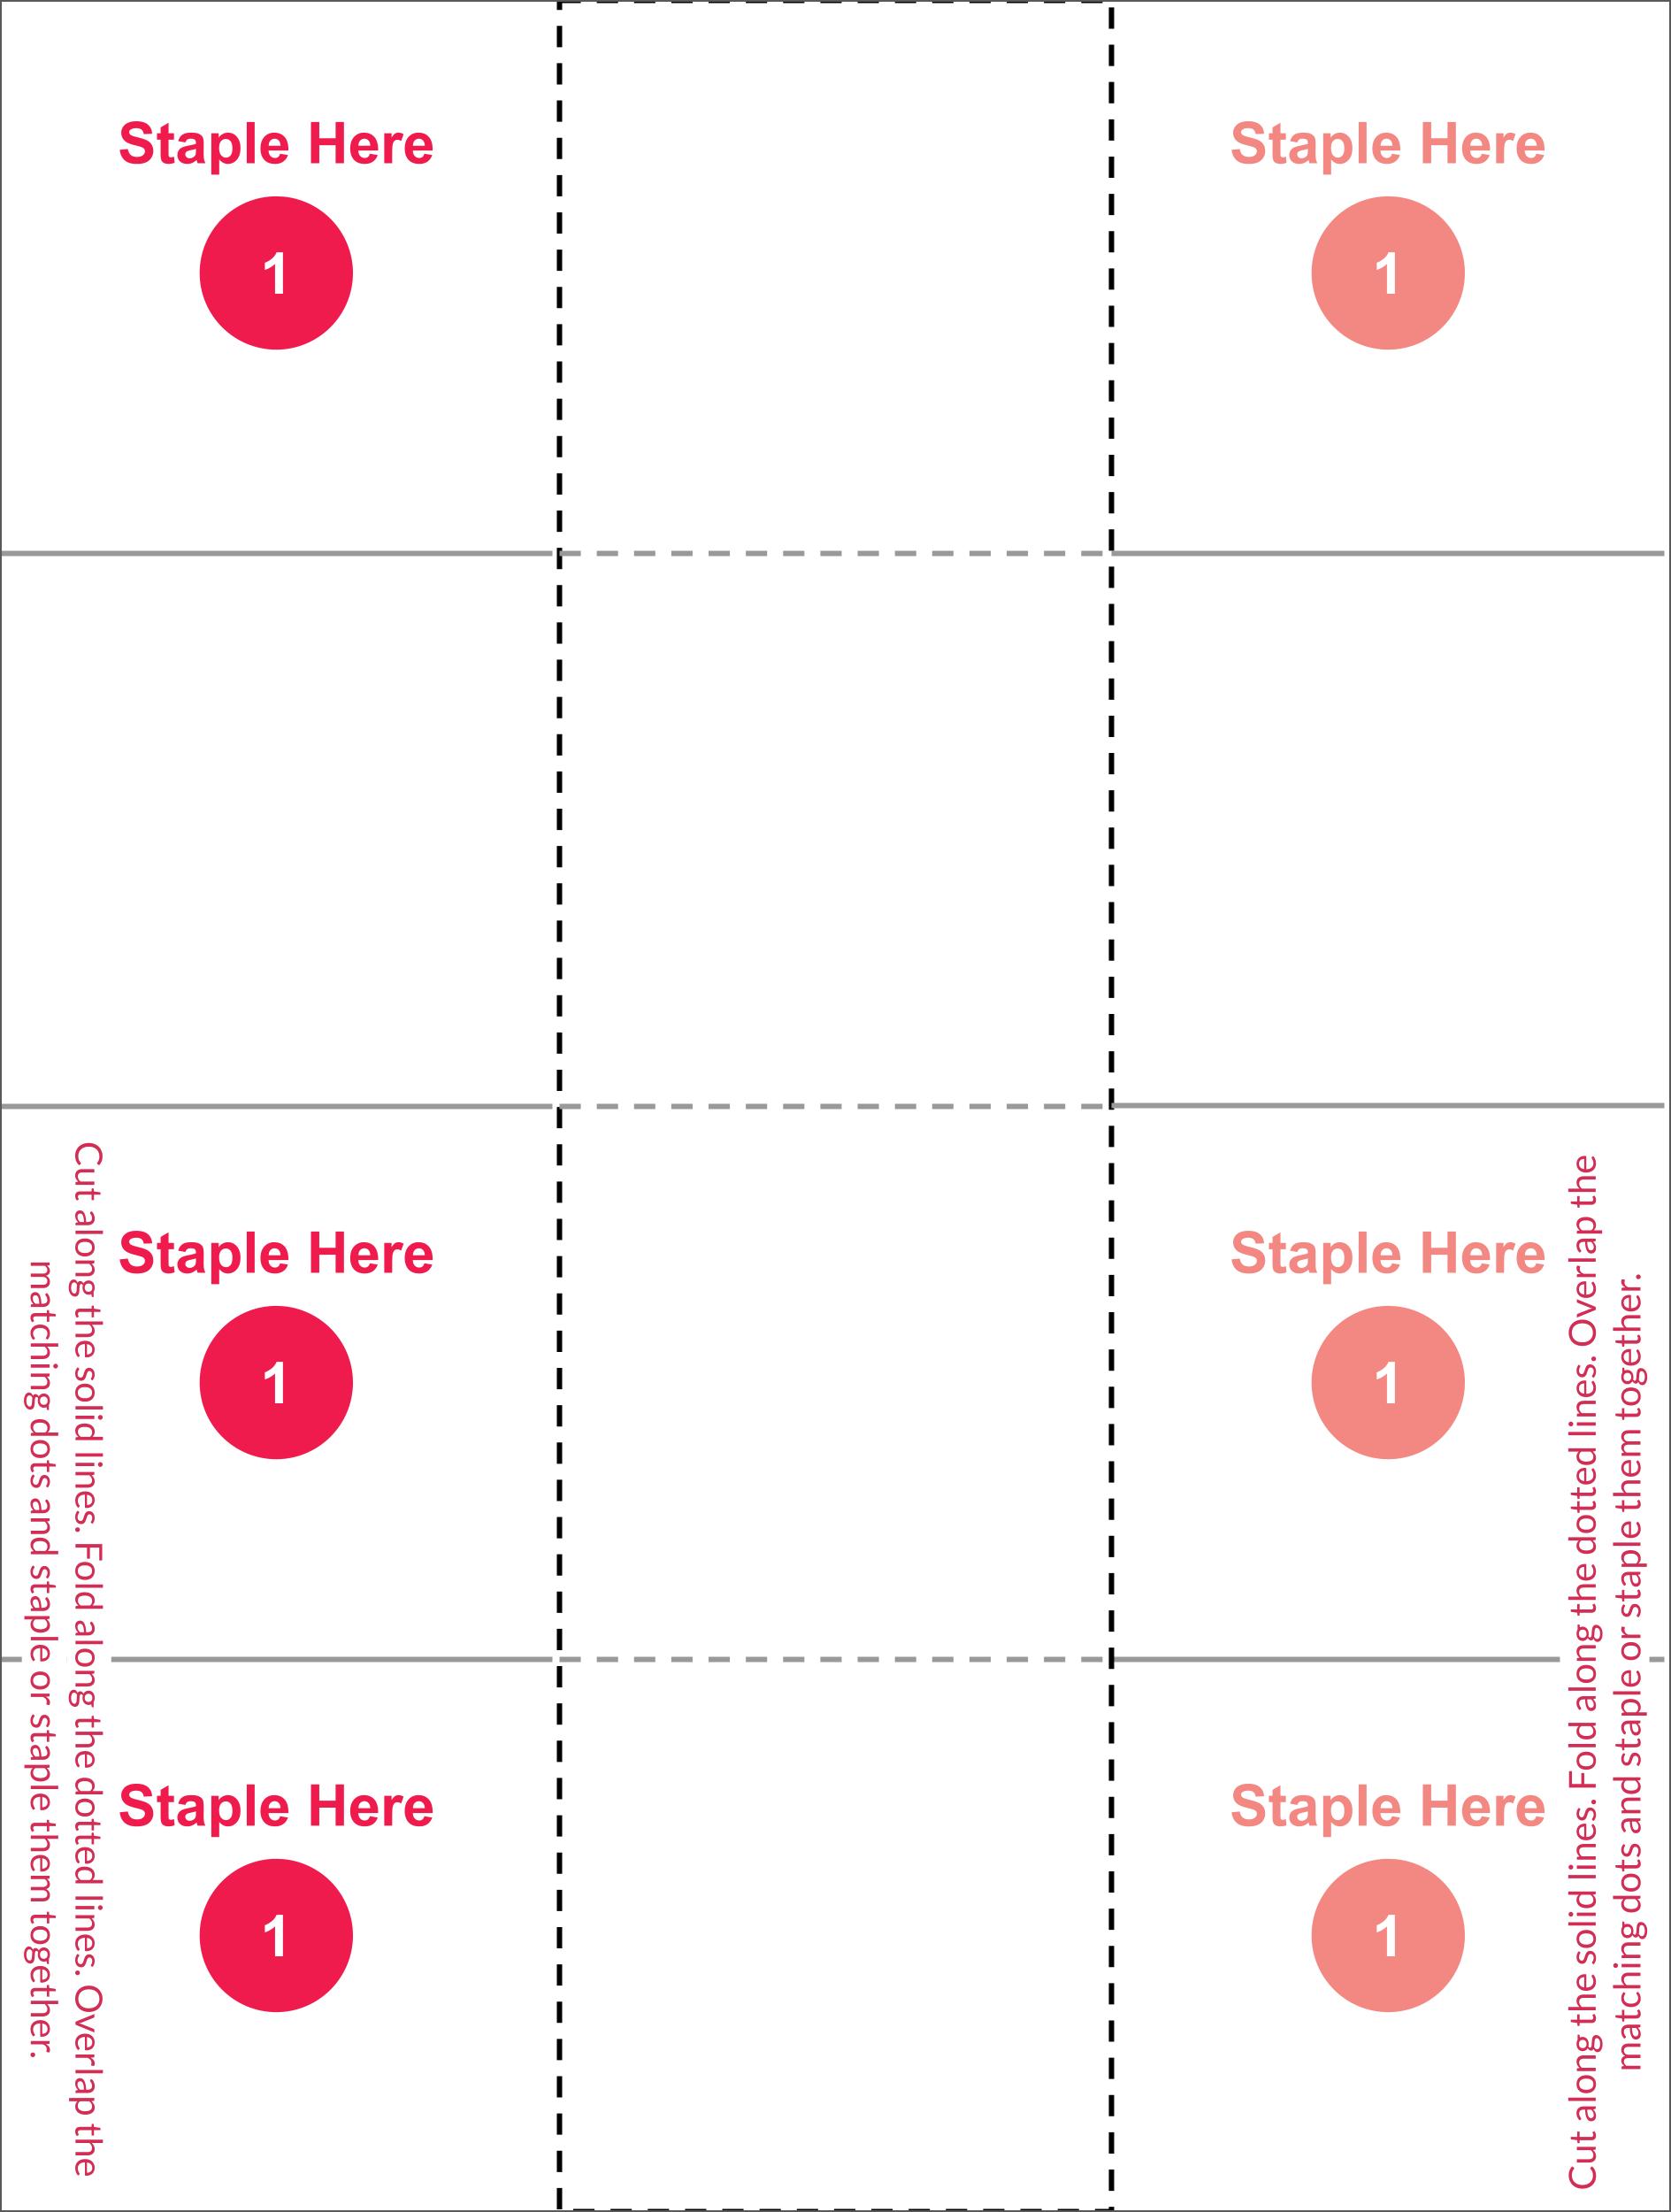 Staple Here
1
Staple Here
1
Staple Here
1
Staple Here
1
Staple Here
1
Staple Here
1
Cut along the solid lines. Fold along the dotted lines. Overlap the
matching dots and staple or staple them together.
Cut along the solid lines. Fold along the dotted lines. Overlap the
matching dots and staple or staple them together.